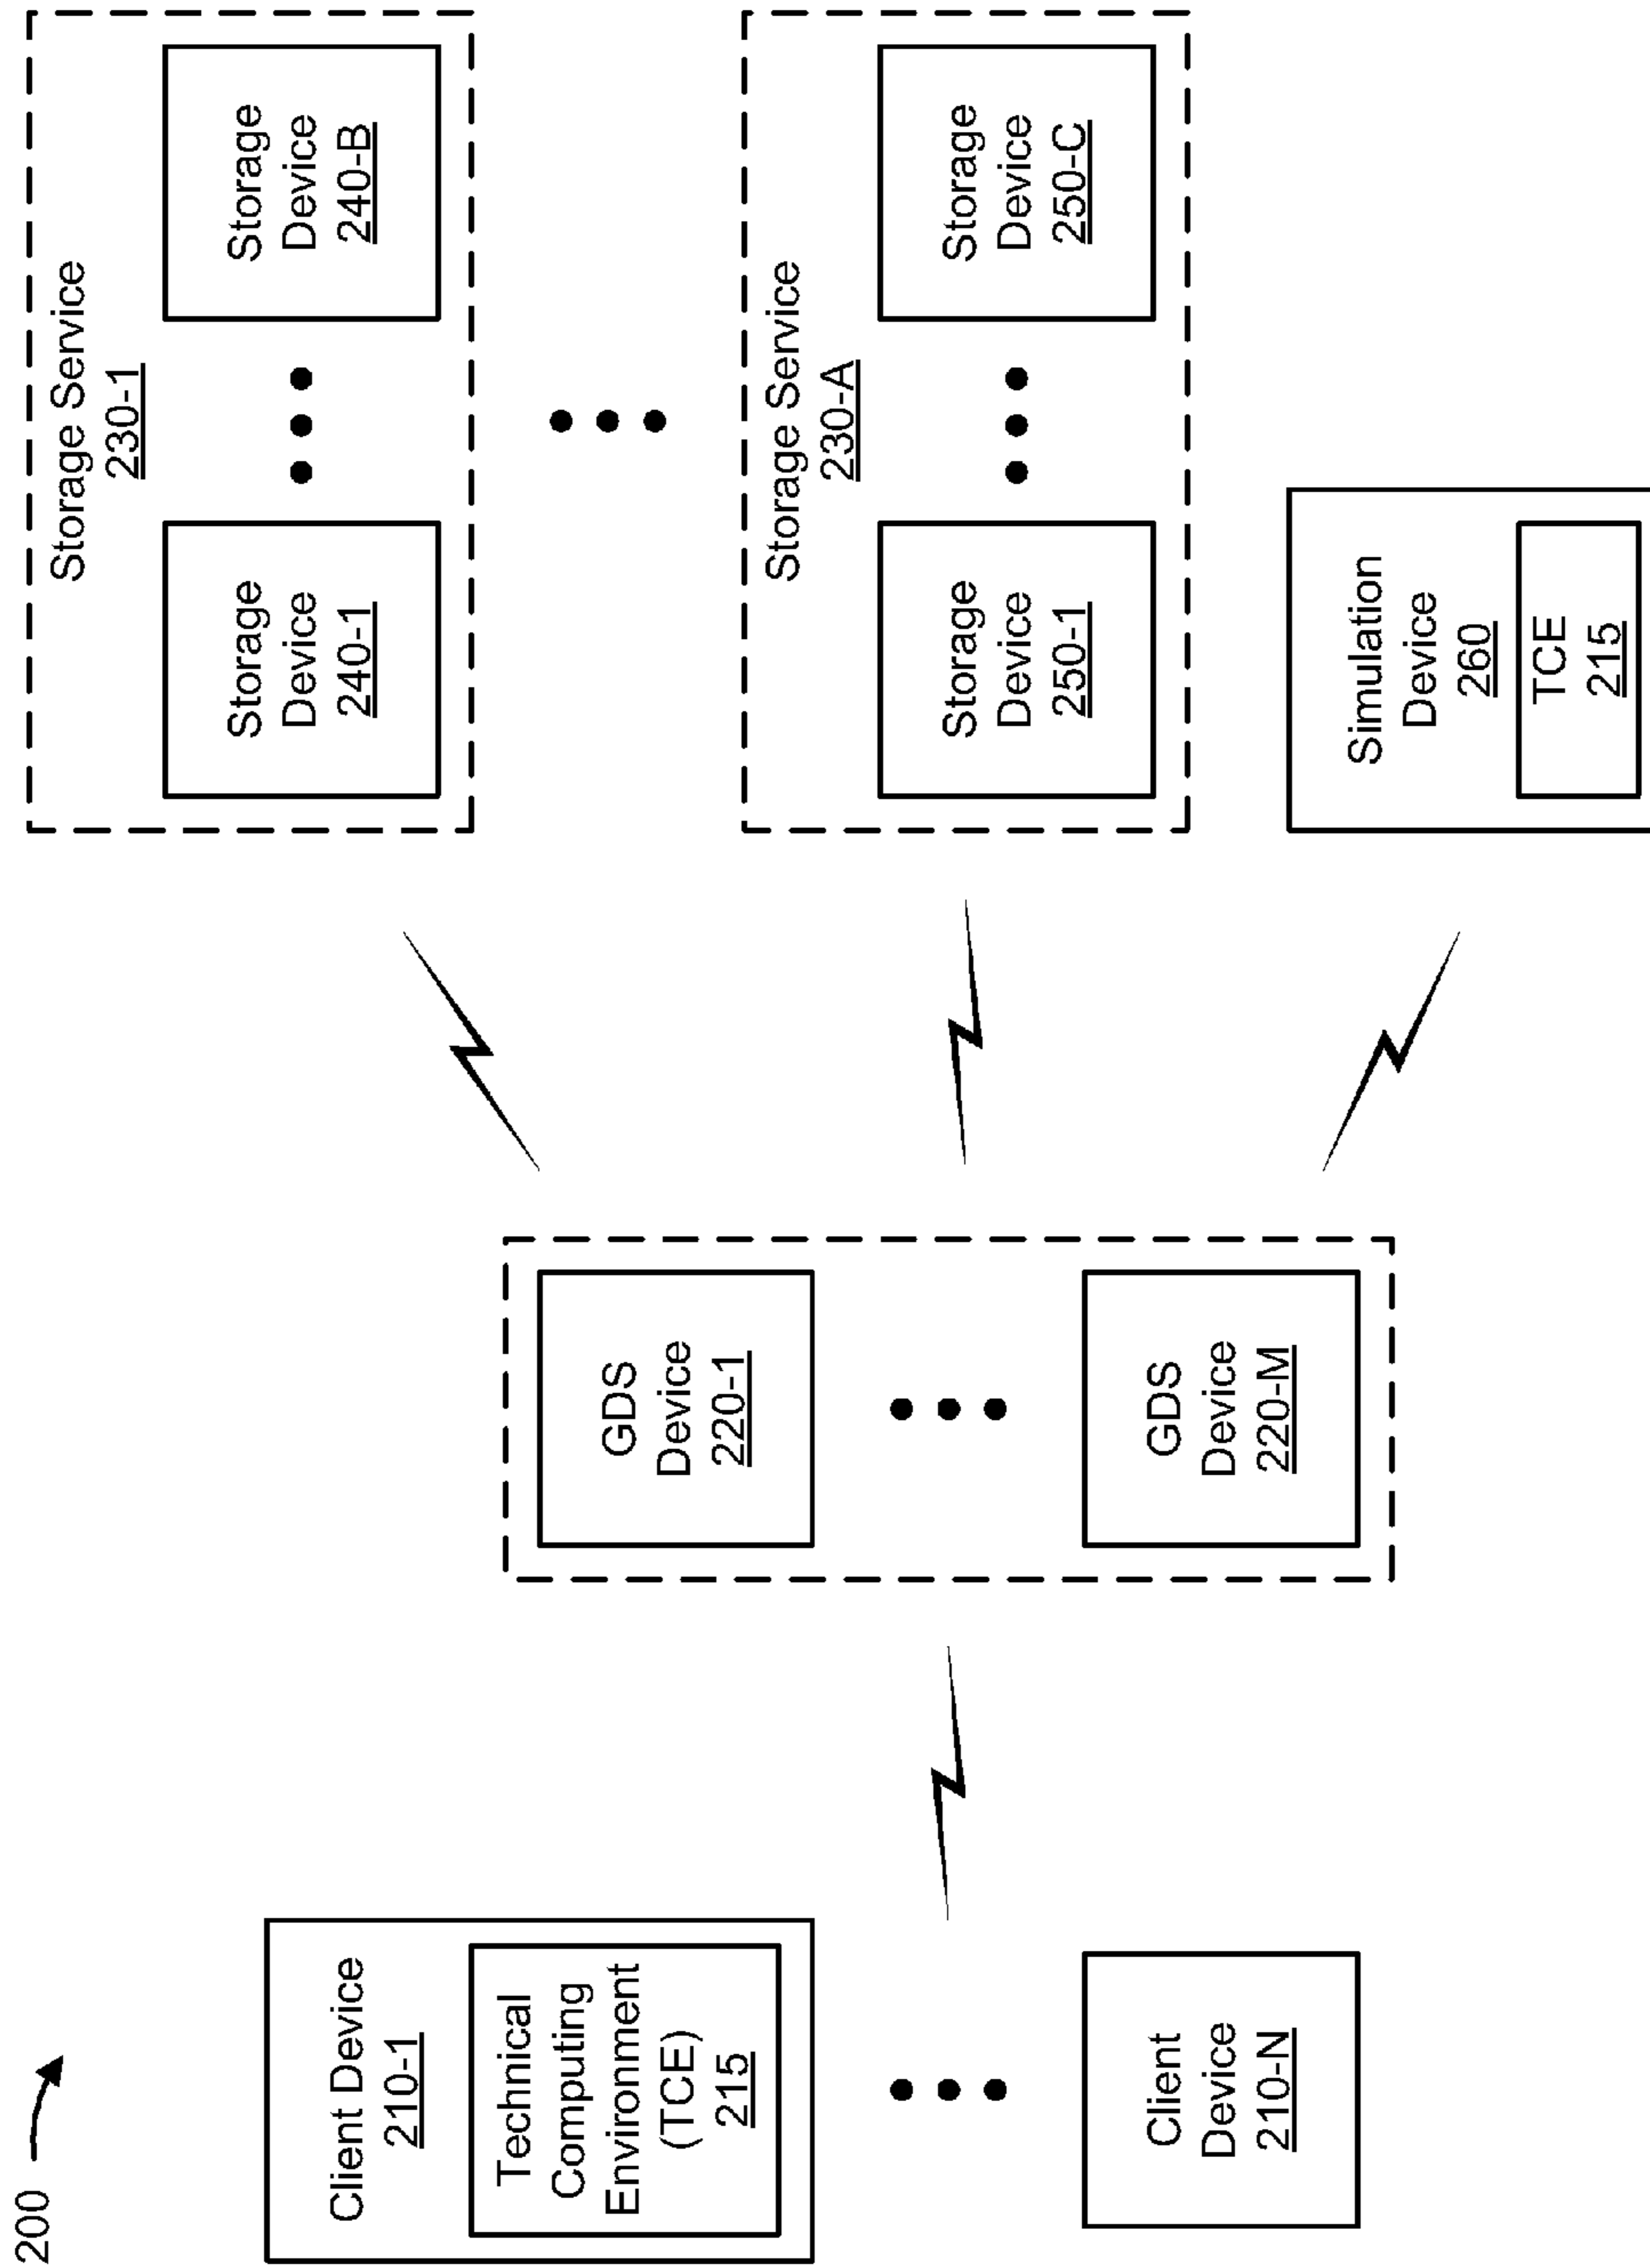 200
Client Device
210-1
Technical
Computing
Environment
(TCE)
215
Client
Device
210-N
GDS
Device
220-1
GDS
Device
220-M
Storage Service
230-1
Storage
Device
240-1
Storage
Device
240-B
Storage Service
230-A
Storage
Device
250-1
Storage
Device
250-C
Simulation
Device
260
TCE
215